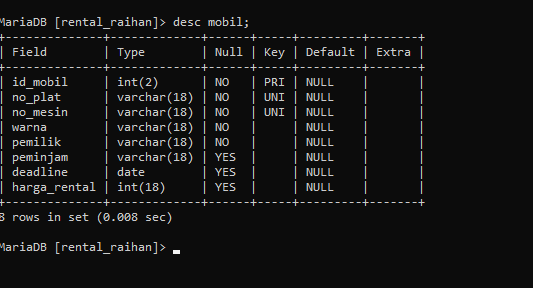 MariaDB [rental_raihan]> desc mobil;
+--------------+-------------+------+-----+---------+-------+
| Field        | Type        | Null | Key | Default | Extra |
+--------------+-------------+------+-----+---------+-------+
| id_mobil     | int(2)      | NO   | PRI | NULL    |       |
| no_plat      | varchar(18) | NO   | UNI | NULL    |       |
| no_mesin     | varchar(18) | NO   | UNI | NULL    |       |
| warna        | varchar(18) | NO   |     | NULL    |       |
| pemilik      | varchar(18) | NO   |     | NULL    |       |
| peminjam     | varchar(18) | YES  |     | NULL    |       |
| deadline     | date        | YES  |     | NULL    |       |
| harga_rental | int(18)     | YES  |     | NULL    |       |
+--------------+-------------+------+-----+---------+-------+
8 rows in set (0.008 sec)
MariaDB [rental_raihan]>